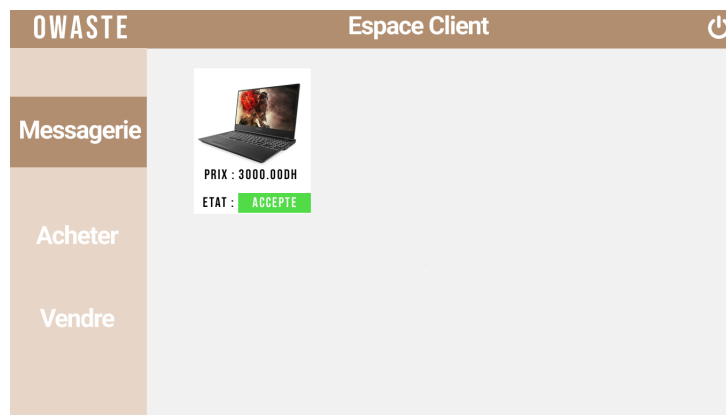 OWASTE
Espace Client
Messagerie
Acheter
Vendre
PRIX : 3000.00DH
ETAT : ACCEPTE